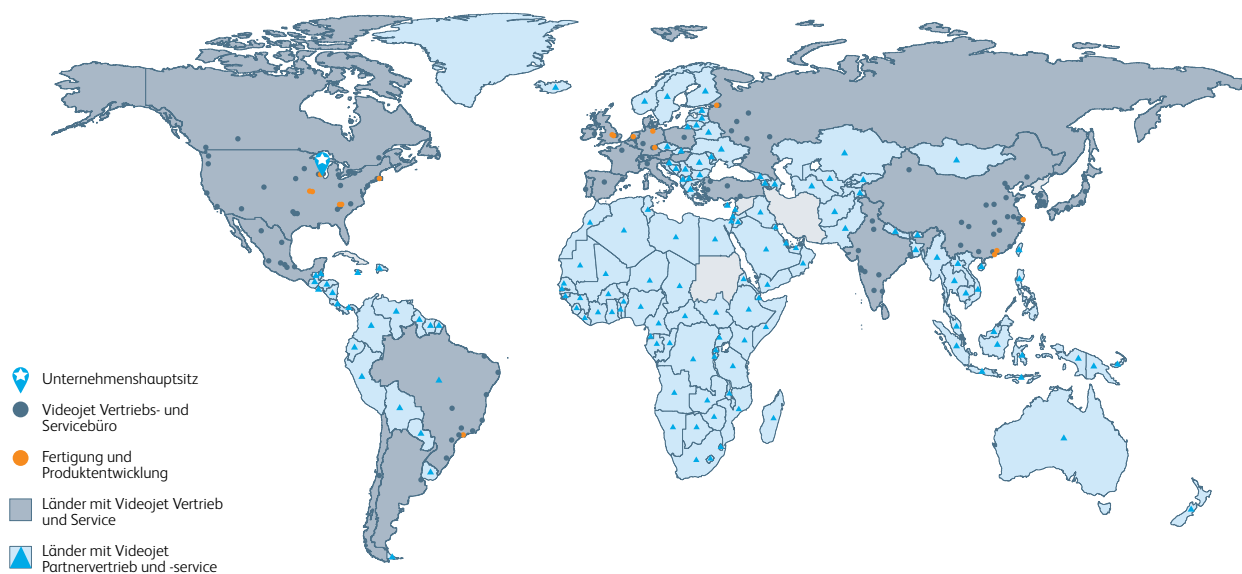 Unternehmenshauptsitz
Videojet Vertriebs- und
Servicebüro
Fertigung und
Produktentwicklung
Länder mit Videojet Vertrieb
und Service
Länder mit Videojet
Partnervertrieb und -service